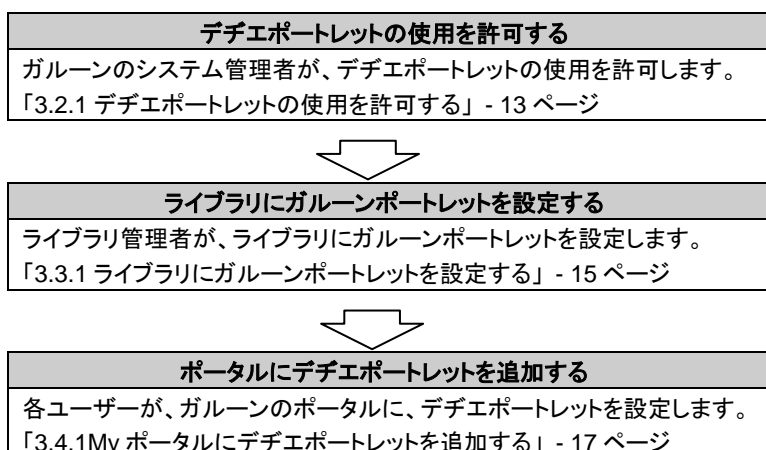 デヂエポートレットの使用を許可する
ガルーンのシステム管理者が、デヂエポートレットの使用を許可します。
「3.2.1 デヂエポートレットの使用を許可する」 - 13 ページ
ライブラリにガルーンポートレットを設定する
ライブラリ管理者が、ライブラリにガルーンポートレットを設定します。
「3.3.1 ライブラリにガルーンポートレットを設定する」 - 15 ページ
ポータルにデヂエポートレットを追加する
各ユーザーが、ガルーンのポータルに、デヂエポートレットを設定します。
「3.4.1My ポータルにデヂエポートレットを追加する」 - 17 ページ